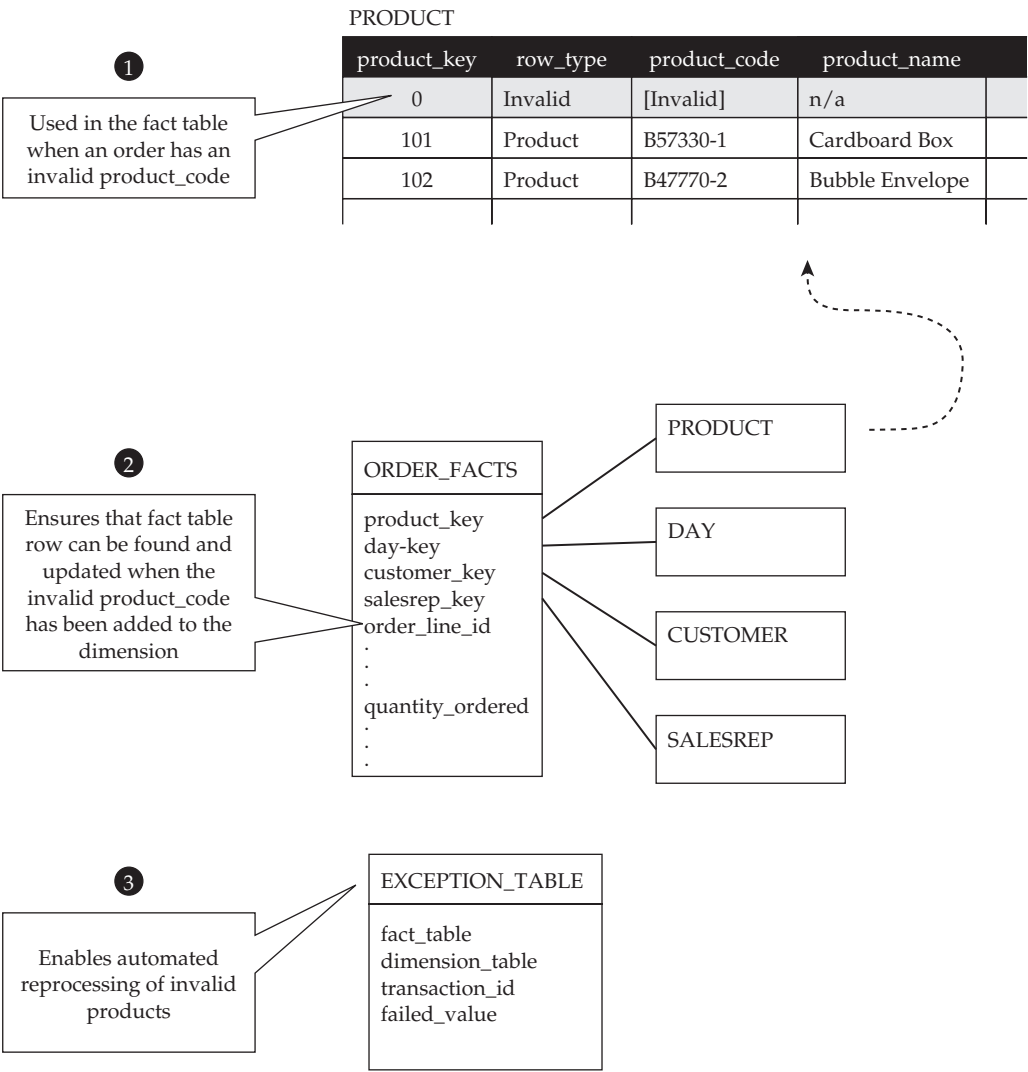 PRODUCT
product_key row_type product_code product_name
0 Invalid [Invalid] n/a
101 Product B57330-1 Cardboard Box
102 Product B47770-2 Bubble Envelope
1
Used in the fact table
when an order has an
invalid product_code
2
Ensures that fact table
row can be found and
updated when the
invalid product_code
has been added to the
dimension
ORDER_FACTS
product_key
day-key
customer_key
salesrep_key
order_line_id
.
.
.
quantity_ordered
.
.
.
PRODUCT
DAY
CUSTOMER
SALESREP
3
Enables automated
reprocessing of invalid
products
EXCEPTION_TABLE
fact_table
dimension_table
transaction_id
failed_value